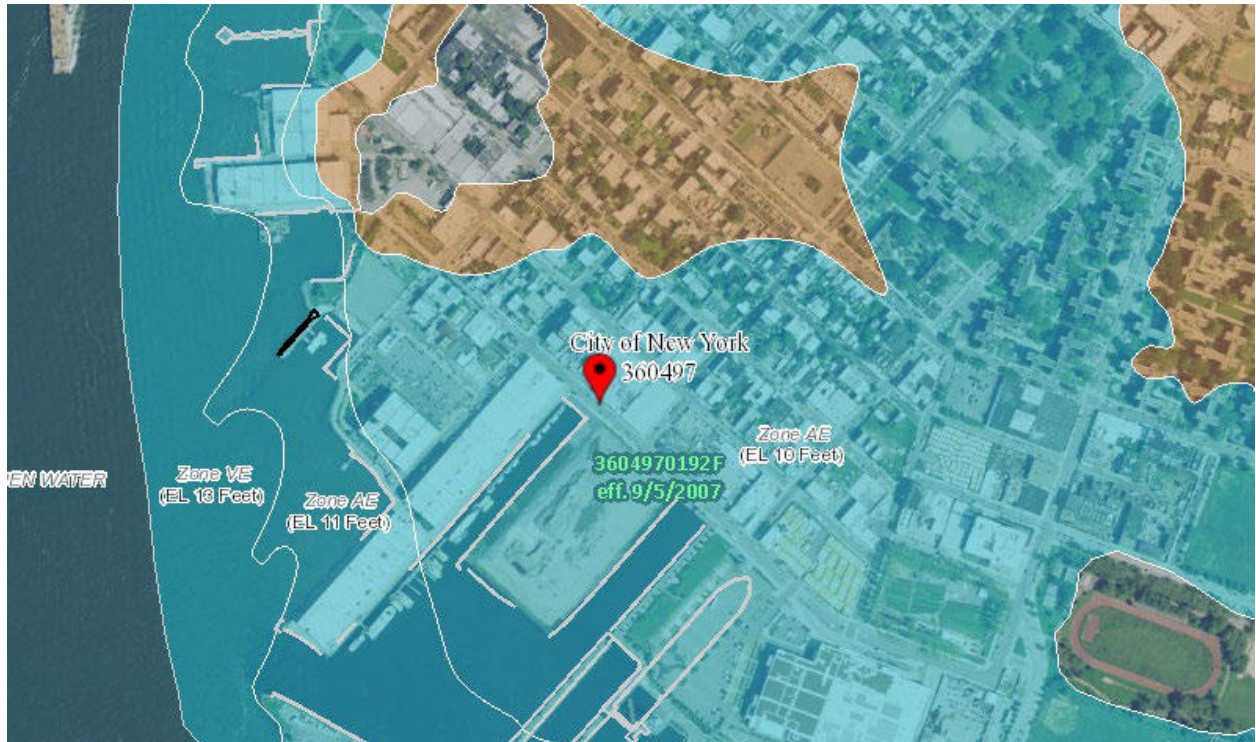 City of New York
360497
Zone AE
(EL 10 Feet)
3604970192F
eff. 9/5/2007
EN WATER
Zone VE
(EL 13 Feet)
Zone AE
(EL 11 Feet)